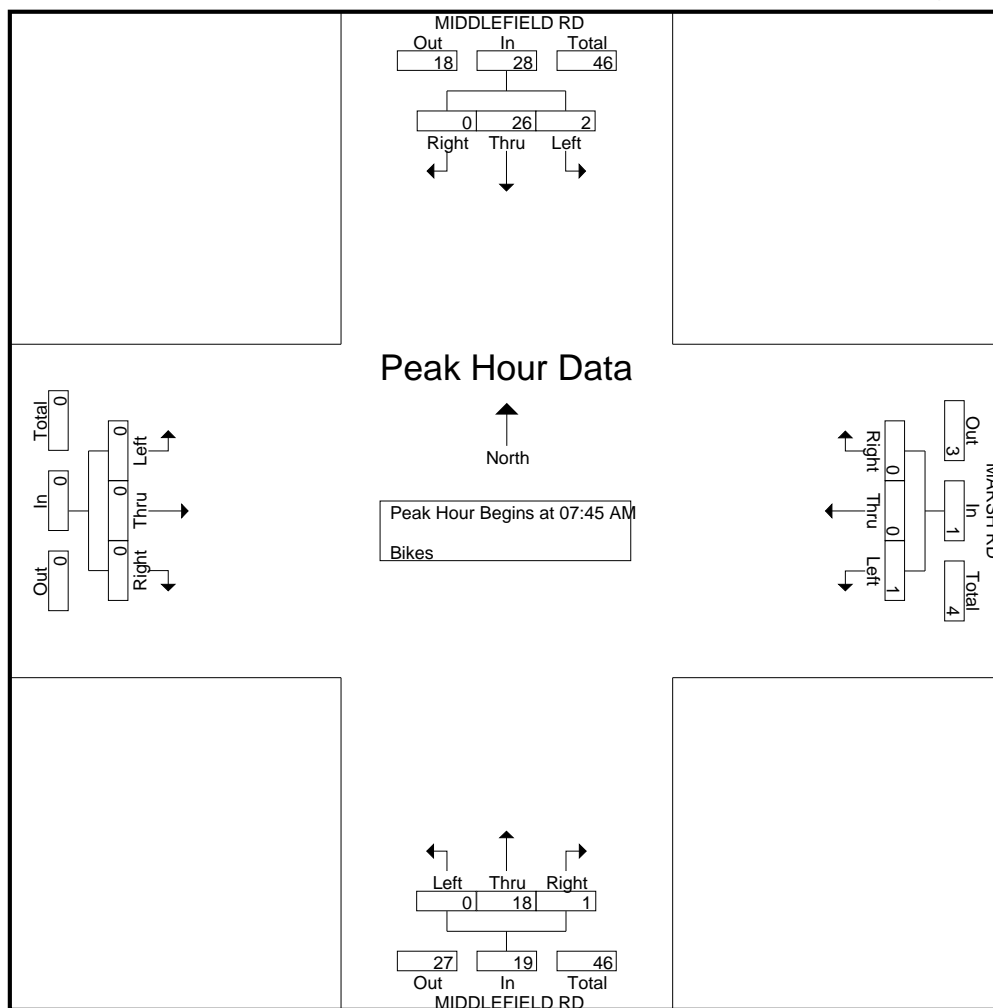 MIDDLEFIELD RD
Out In Total
18 28 46
0 26 2
Right Thru Left
Peak Hour Data
North
Peak Hour Begins at 07:45 AM
Bikes
Total In Out
0 0 0
0 0 0
Left Thru Right
Right Thru Left
0 0 1
Out In Total
3 1 4
MARSH RD
Left Thru Right
0 18 1
27 19 46
Out In Total
MIDDLEFIELD RD